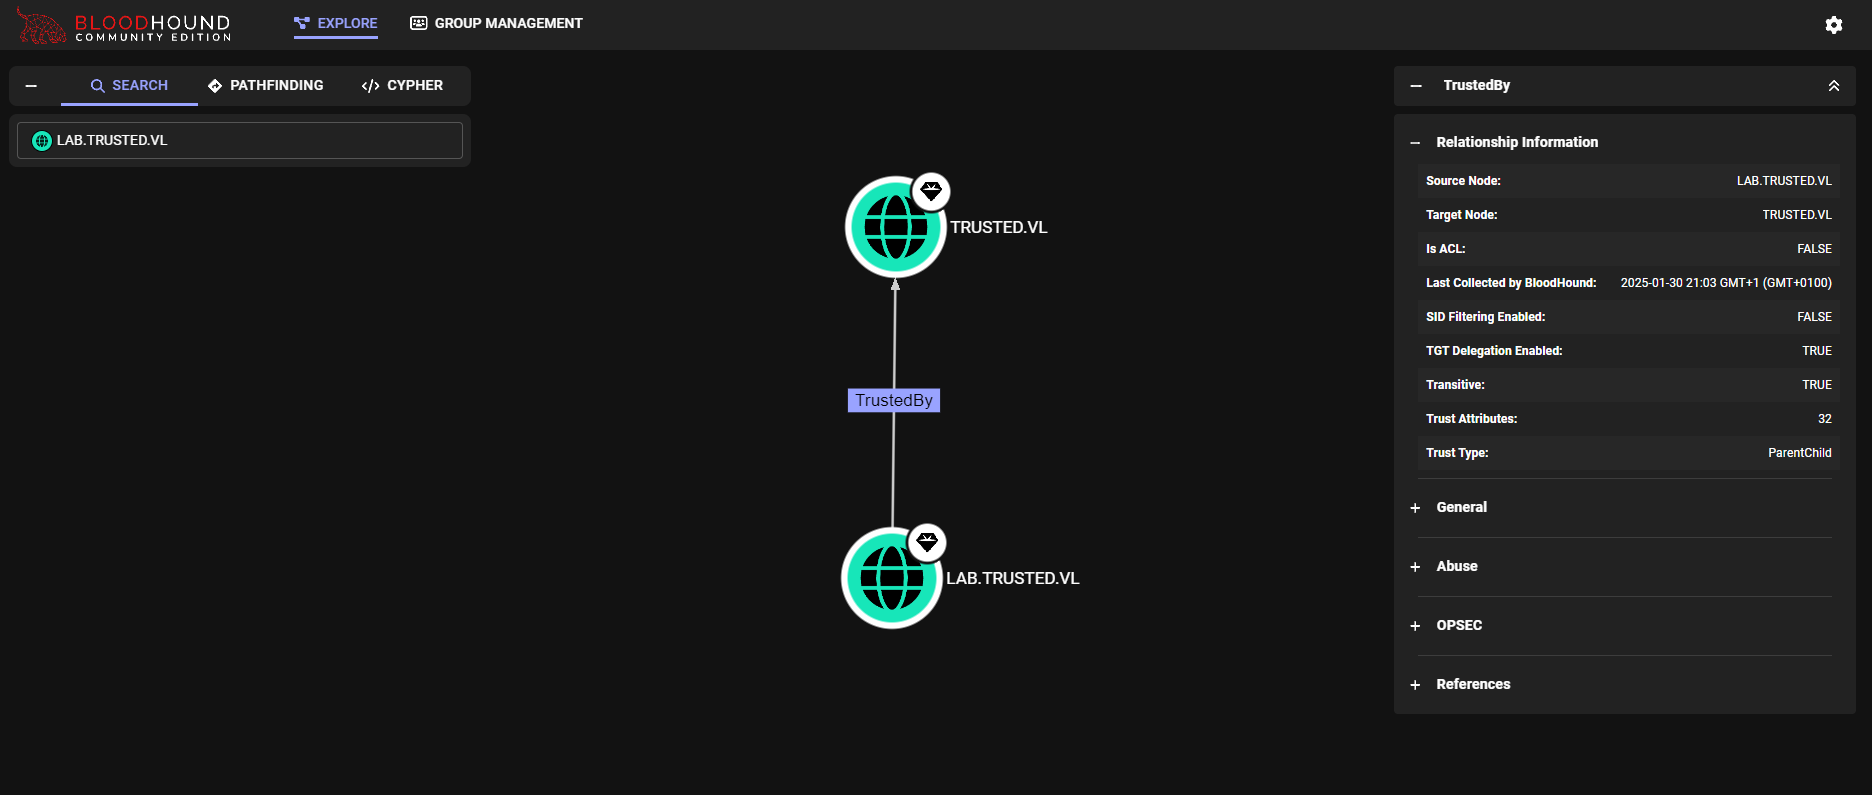 BLOODHOUND
COMMUNITY EDITION
EXPLORE
GROUP MANAGEMENT
SEARCH
PATHFINDING
</> CYPHER
LAB.TRUSTED.VL
TRUSTED.VL
TrustedBy
LAB.TRUSTED.VL
TrustedBy
Relationship Information
Source Node: LAB.TRUSTED.VL
Target Node: TRUSTED.VL
Is ACL: FALSE
Last Collected by BloodHound: 2025-01-30 21:03 GMT+1 (GMT+0100)
SID Filtering Enabled: FALSE
TGT Delegation Enabled: TRUE
Transitive: TRUE
Trust Attributes: 32
Trust Type: ParentChild
General
Abuse
OPSEC
References